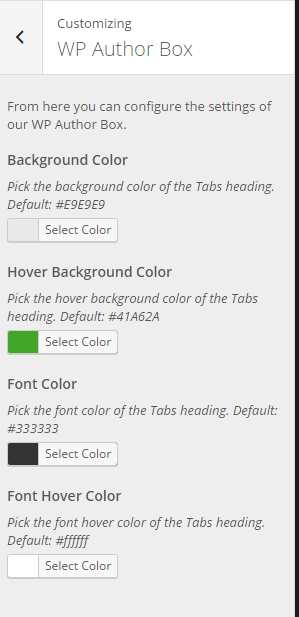 Customizing
WP Author Box
From here you can configure the settings of
our WP Author Box.
Background Color
Pick the background color of the Tabs heading.
Default: #E9E9E9
Select Color
Hover Background Color
Pick the hover background color of the Tabs
heading. Default: #41A62A
Select Color
Font Color
Pick the font color of the Tabs heading. Default:
#333333
Select Color
Font Hover Color
Pick the font hover color of the Tabs heading.
Default: #ffffff
Select Color